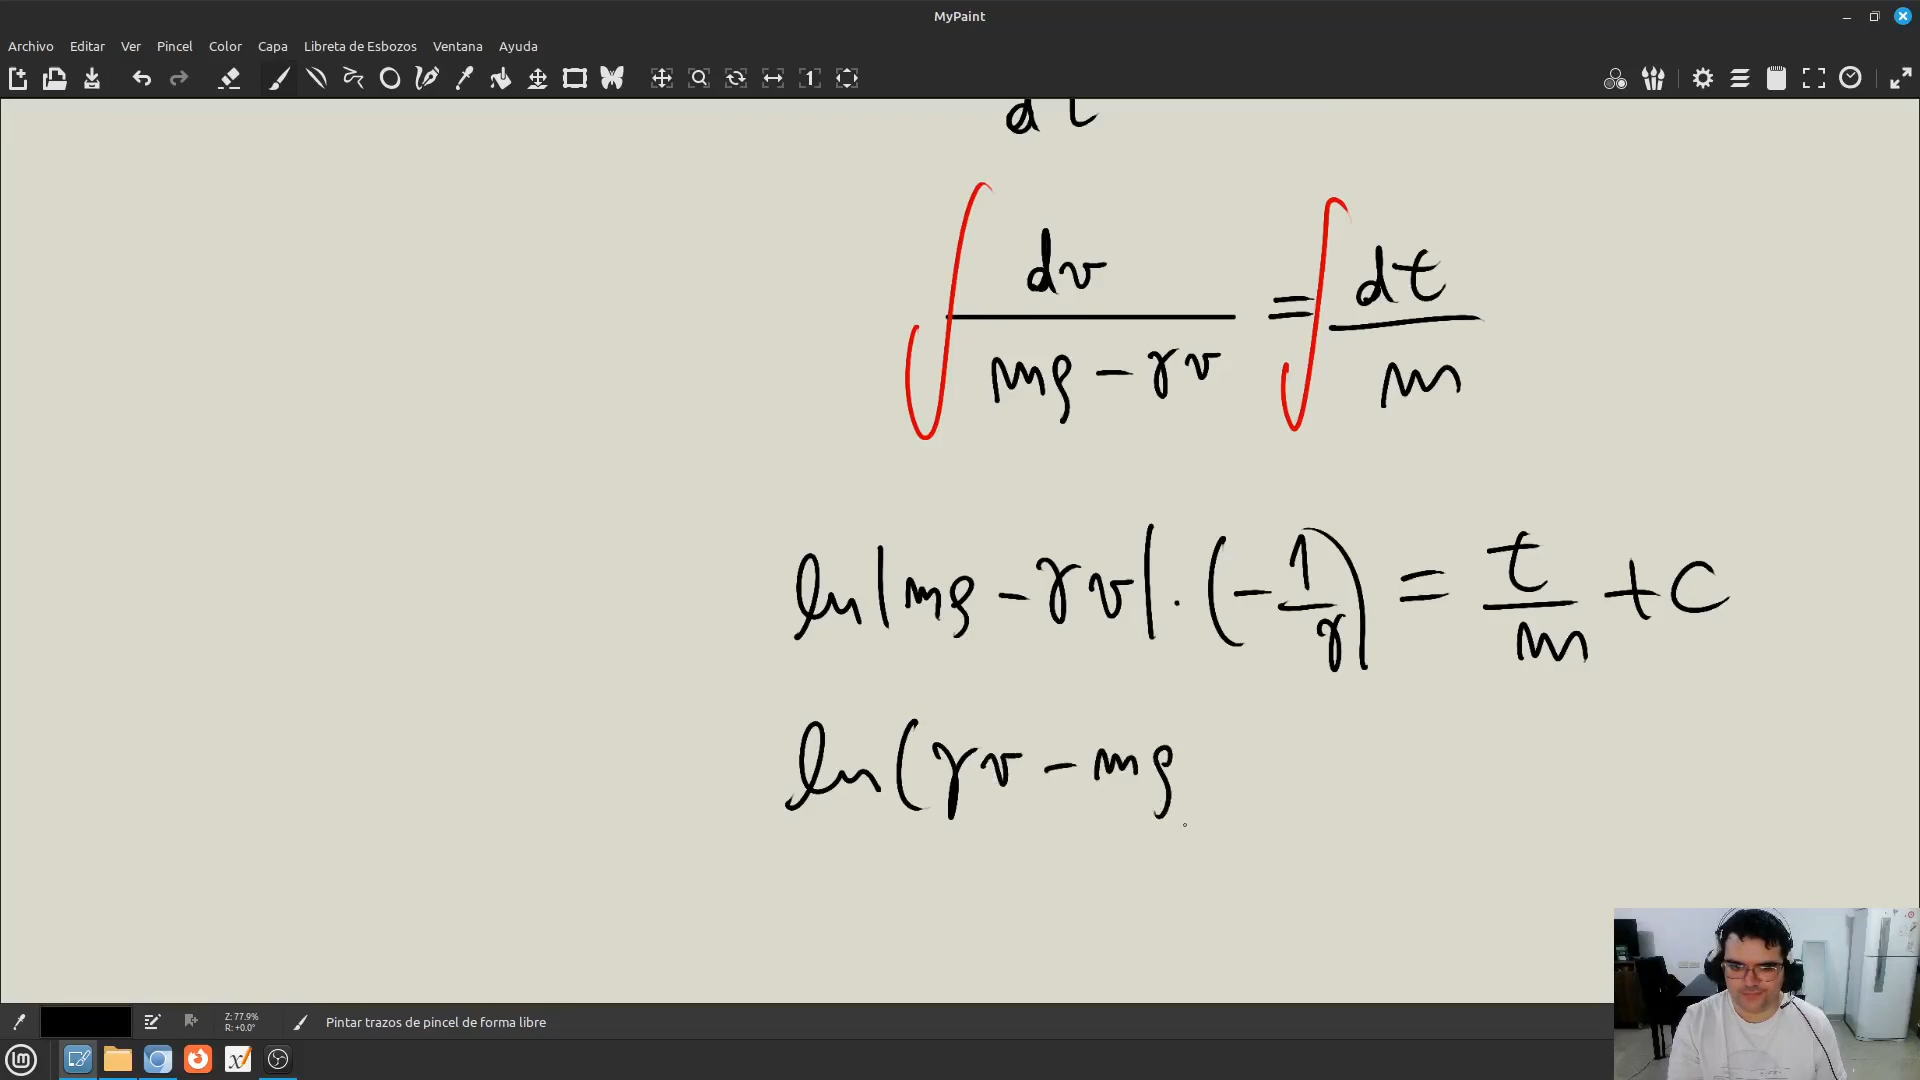 MyPaint
Archivo Editar Ver Pincel Color Capa Libreta de Esbozos Ventana Ayuda
dt
∫ dv / (mg - γv) = ∫ dt / m
ln|mg - γv| · (-1/γ) = t/m + C
ln(γv - mg
Z: 77.9%
R: +0.0°
Pintar trazos de pincel de forma libre